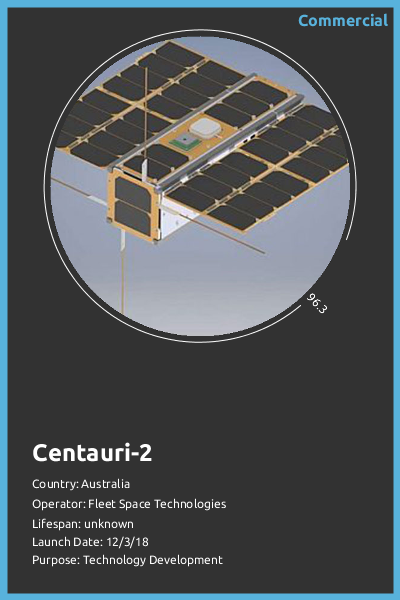 Commercial
96.3
Centauri-2
Country: Australia
Operator: Fleet Space Technologies
Lifespan: unknown
Launch Date: 12/3/18
Purpose: Technology Development